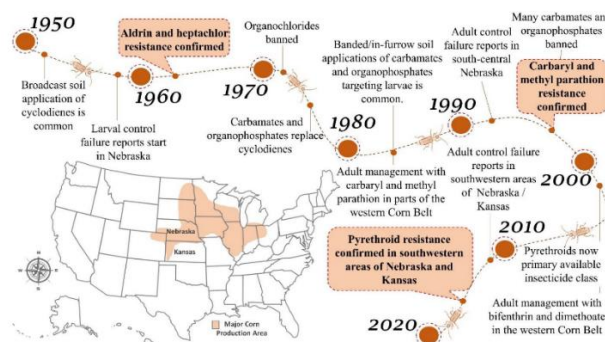 1950
Broadcast soil
application of
cyclodienes is
common
Larval control
failure reports start
in Nebraska
1960
Aldrin and heptachlor
resistance confirmed
1970
Organochlorides
banned
Carbamates and
organophosphates replace
cyclodienes
1980
Banded/in-furrow soil
applications of carbamates
and organophosphates
targeting larvae is
common.
Adult management with
carbaryl and methyl
parathion in parts of the
western Corn Belt
1990
Adult control
failure reports in
south-central
Nebraska
Adult control failure
reports in
southwestern areas
of Nebraska /
Kansas
Many carbamates and
organophosphates
banned
Carbaryl and
methyl parathion
resistance
confirmed
2000
Pyrethroids now
primary available
insecticide class
Adult management with
bifenthrin and dimethoate
in the western Corn Belt
2010
Pyrethroid resistance
confirmed in southwestern
areas of Nebraska and
Kansas
2020
Nebraska
Kansas
Major Corn
Production Area